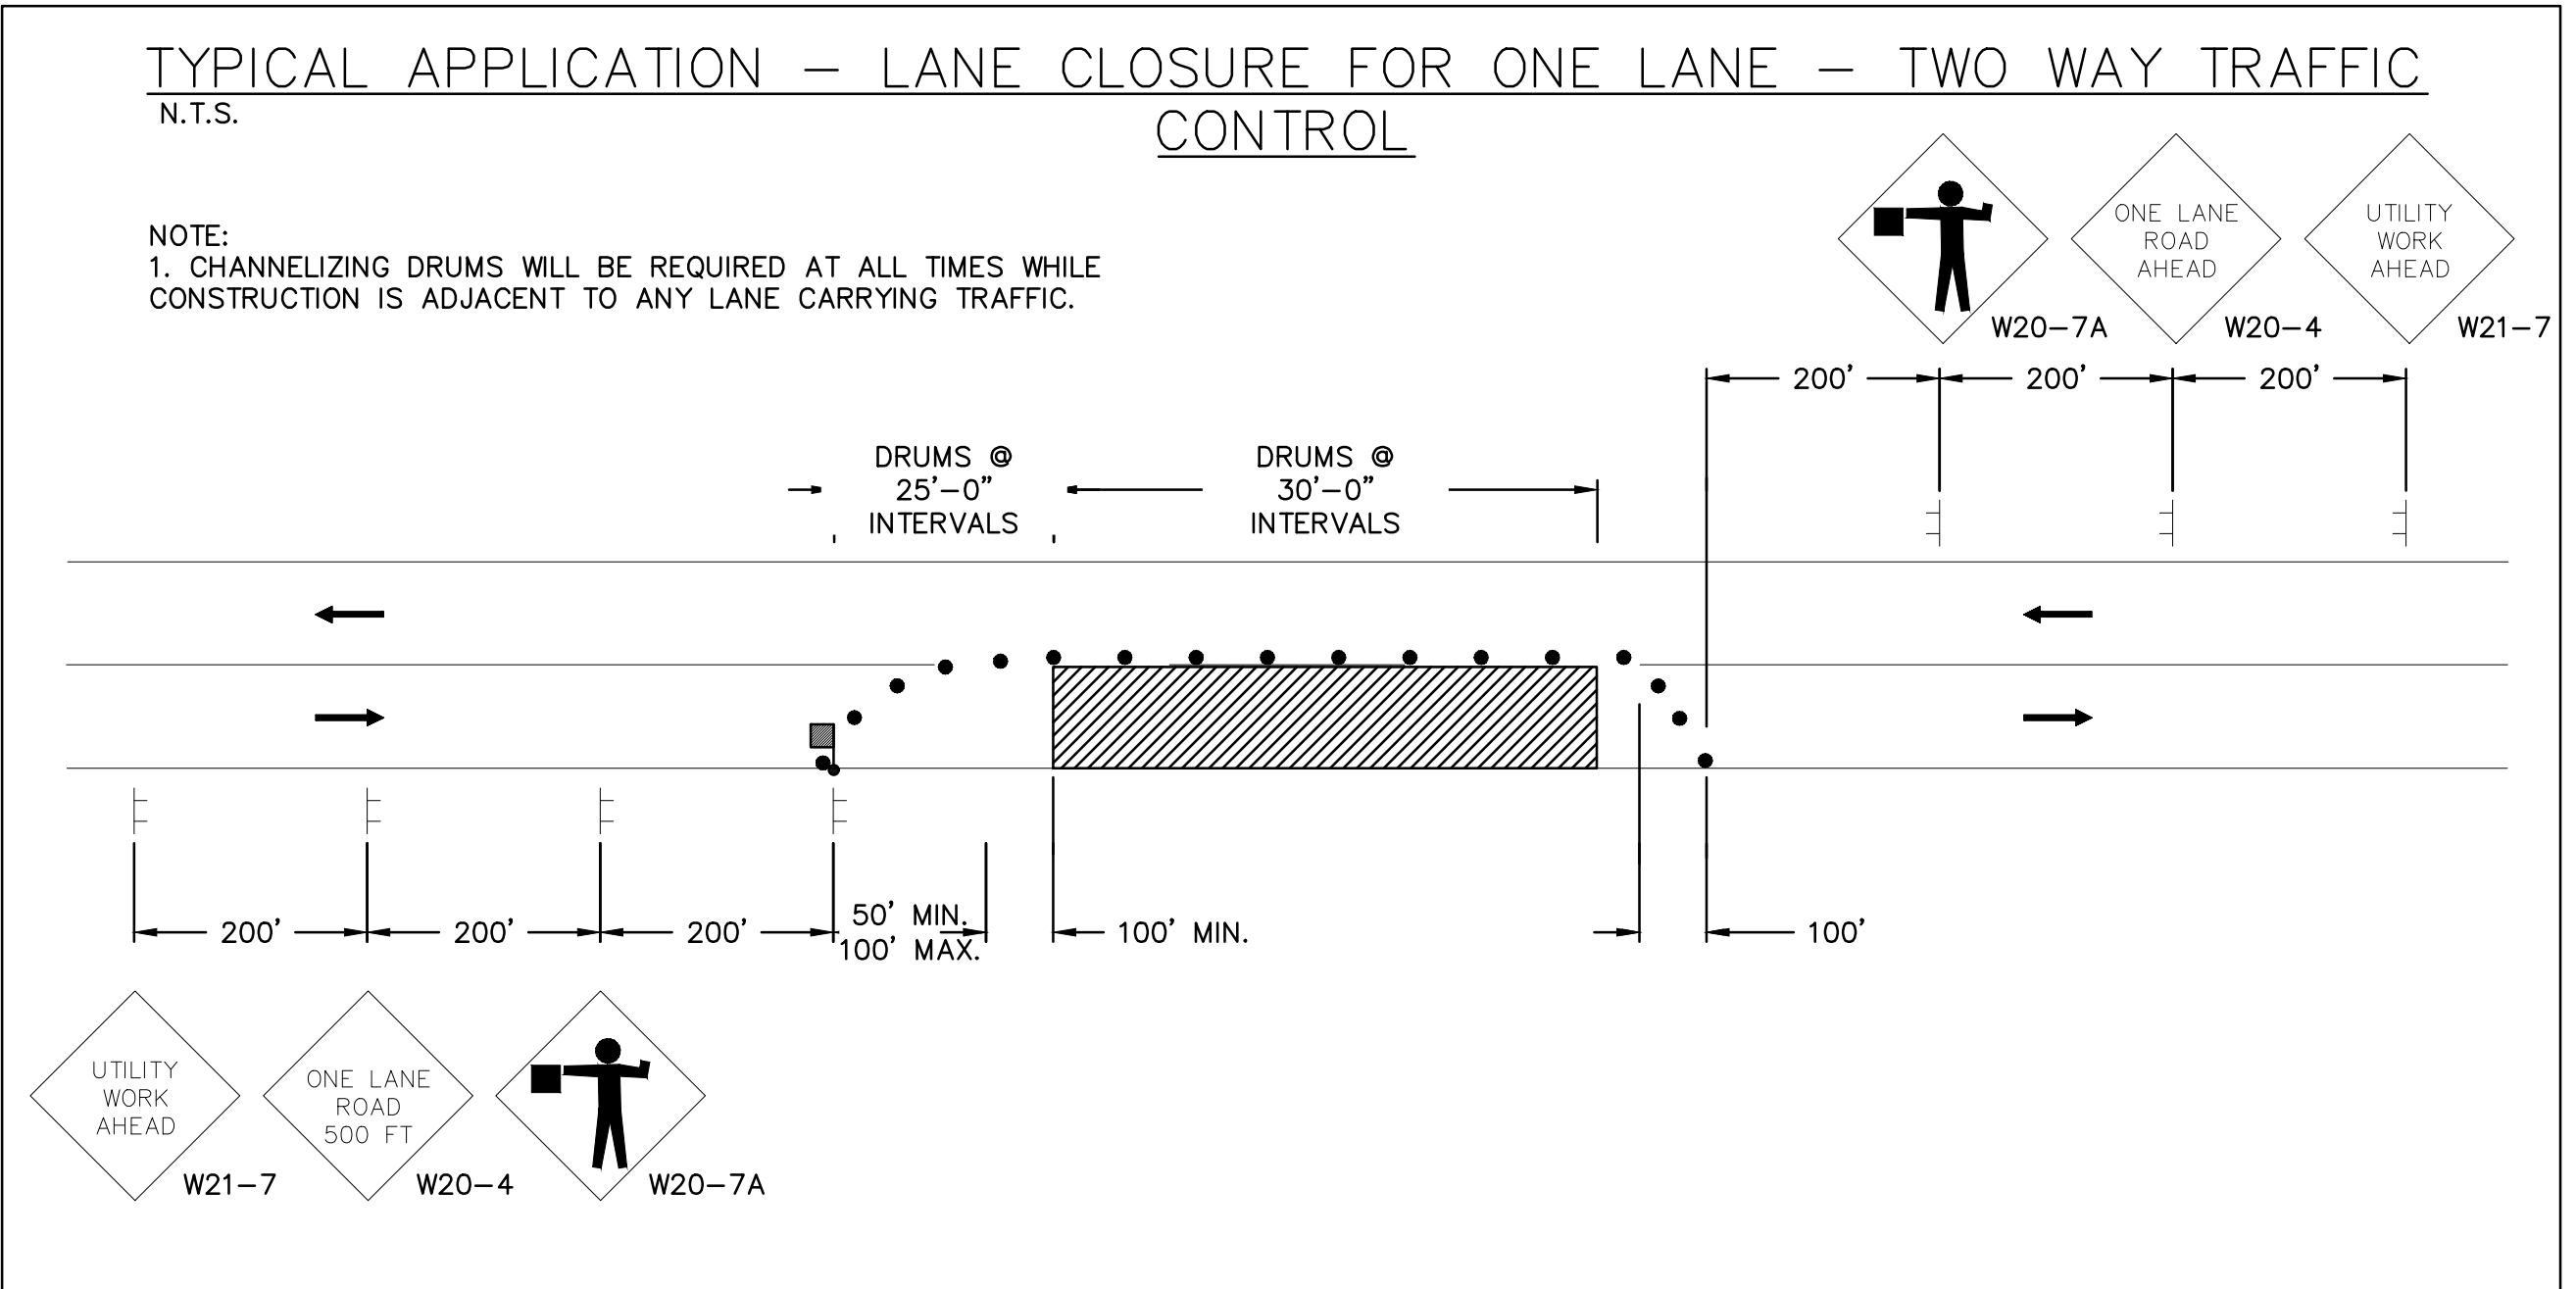 TYPICAL APPLICATION – LANE CLOSURE FOR ONE LANE – TWO WAY TRAFFIC
CONTROL
N.T.S.
NOTE:
1. CHANNELIZING DRUMS WILL BE REQUIRED AT ALL TIMES WHILE
CONSTRUCTION IS ADJACENT TO ANY LANE CARRYING TRAFFIC.
W20–7A
ONE LANE
ROAD
AHEAD
W20–4
UTILITY
WORK
AHEAD
W21–7
200'
200'
200'
DRUMS @
25'–0"
INTERVALS
DRUMS @
30'–0"
INTERVALS
200'
200'
200'
50' MIN.
100' MAX.
100' MIN.
100'
UTILITY
WORK
AHEAD
W21–7
ONE LANE
ROAD
500 FT
W20–4
W20–7A